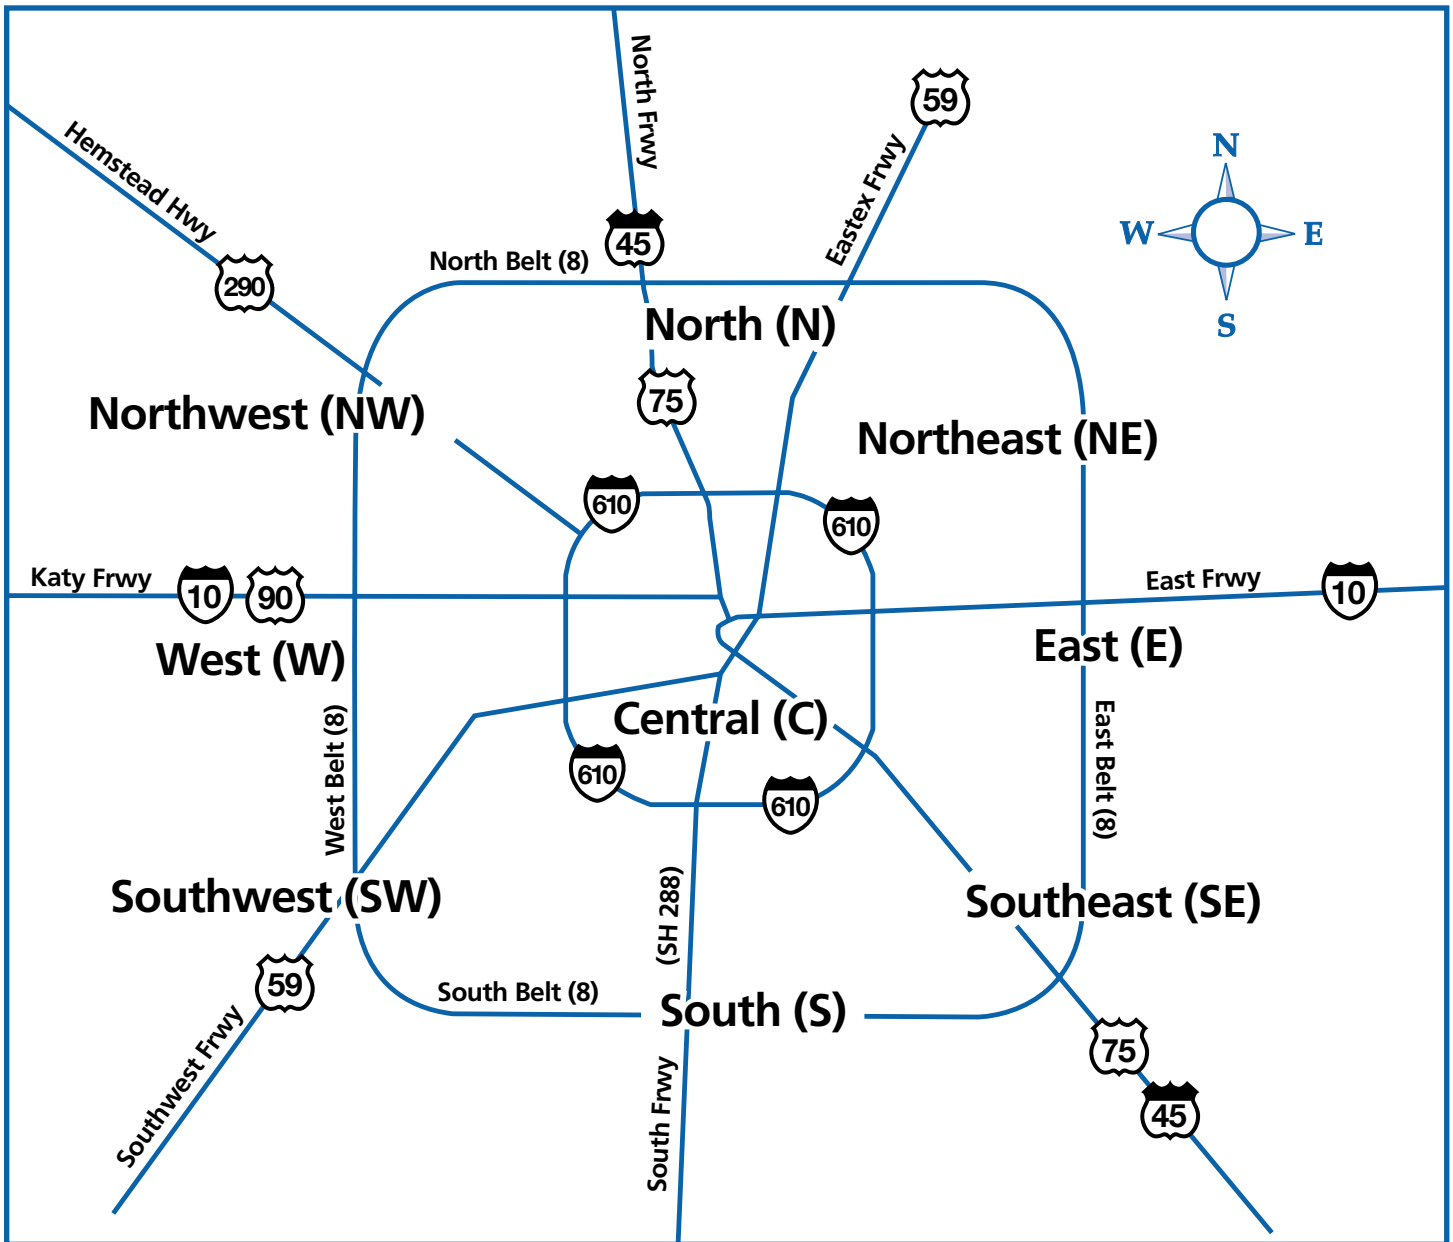 North Frwy
59
Hemstead Hwy
Eastex Frwy
N
W
E
S
45
North Belt (8)
290
North (N)
75
Northwest (NW)
Northeast (NE)
610
610
Katy Frwy
10
90
East Frwy
10
West (W)
East (E)
Central (C)
West Belt (8)
East Belt (8)
610
610
Southwest (SW)
(SH 288)
Southeast (SE)
59
South Belt (8)
South (S)
Southwest Frwy
South Frwy
75
45